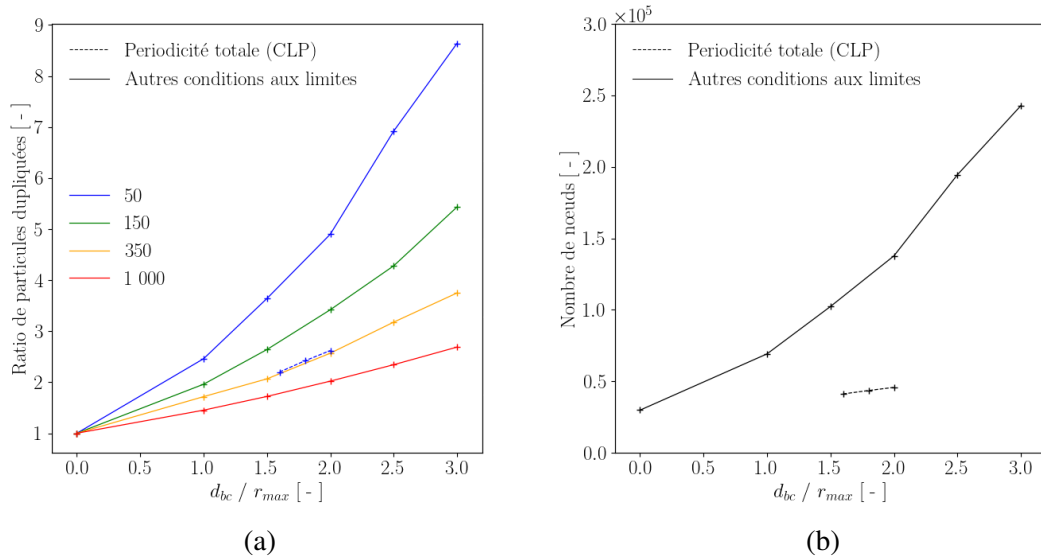 Periodicité totale (CLP)
Autres conditions aux limites
50
150
350
1 000
Ratio de particules dupliquées [ - ]
9
8
7
6
5
4
3
2
1
0.0 0.5 1.0 1.5 2.0 2.5 3.0
d_bc / r_max [ - ]
(a)
×10^5
Periodicité totale (CLP)
Autres conditions aux limites
Nombre de nœuds [ - ]
3.0
2.5
2.0
1.5
1.0
0.5
0.0
0.0 0.5 1.0 1.5 2.0 2.5 3.0
d_bc / r_max [ - ]
(b)